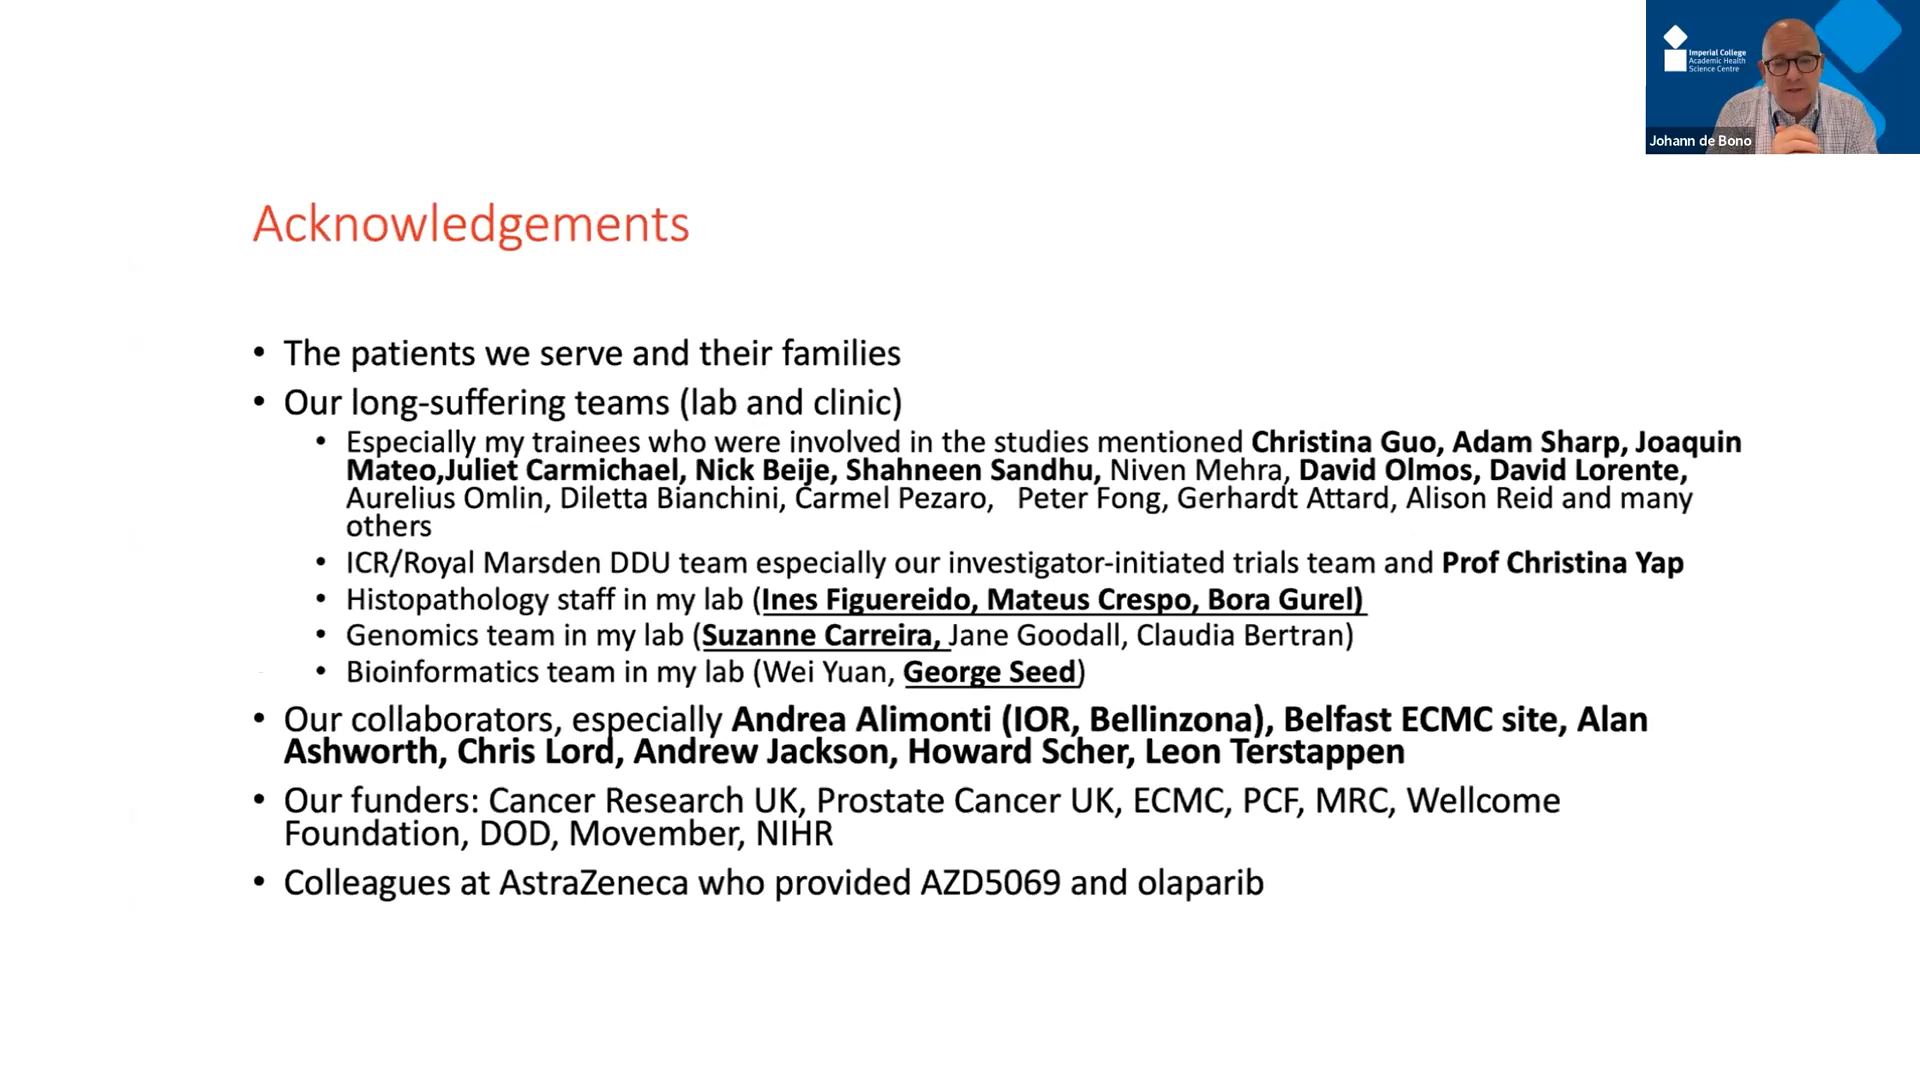 Imperial College
Academic Health
Science Centre
Johann de Bono
Acknowledgements
• The patients we serve and their families
• Our long-suffering teams (lab and clinic)
• Especially my trainees who were involved in the studies mentioned Christina Guo, Adam Sharp, Joaquin
Mateo,Juliet Carmichael, Nick Beije, Shahneen Sandhu, Niven Mehra, David Olmos, David Lorente,
Aurelius Omlin, Diletta Bianchini, Carmel Pezaro, Peter Fong, Gerhardt Attard, Alison Reid and many
others
• ICR/Royal Marsden DDU team especially our investigator-initiated trials team and Prof Christina Yap
• Histopathology staff in my lab (Ines Figuereido, Mateus Crespo, Bora Gurel)
• Genomics team in my lab (Suzanne Carreira, Jane Goodall, Claudia Bertran)
• Bioinformatics team in my lab (Wei Yuan, George Seed)
• Our collaborators, especially Andrea Alimonti (IOR, Bellinzona), Belfast ECMC site, Alan
Ashworth, Chris Lord, Andrew Jackson, Howard Scher, Leon Terstappen
• Our funders: Cancer Research UK, Prostate Cancer UK, ECMC, PCF, MRC, Wellcome
Foundation, DOD, Movember, NIHR
• Colleagues at AstraZeneca who provided AZD5069 and olaparib